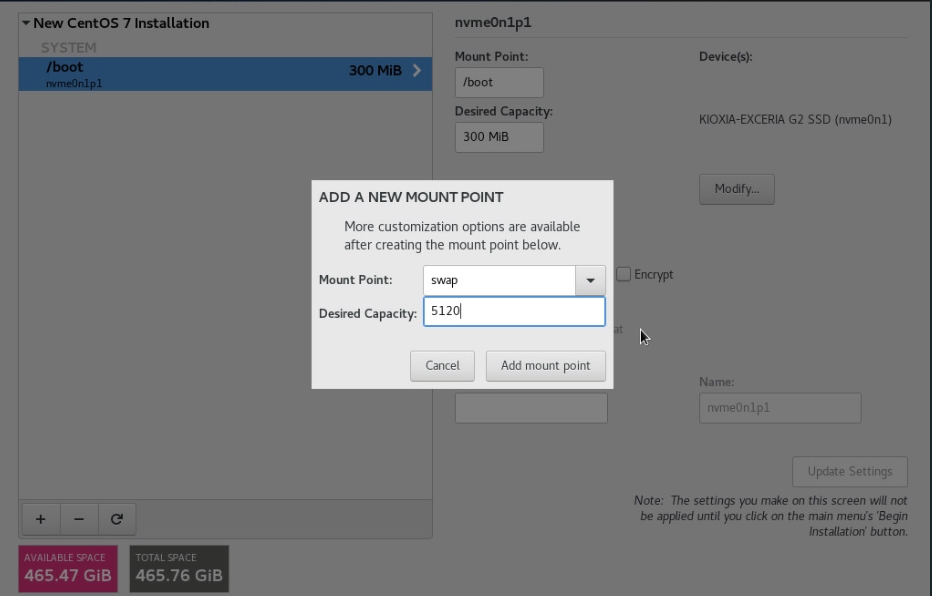 New CentOS 7 Installation
SYSTEM
/boot
nvme0n1p1
300 MiB
nvme0n1p1
Mount Point:
/boot
Desired Capacity:
300 MiB
Device(s):
KIOXIA-EXCERIA G2 SSD (nvme0n1)
Modify...
Encrypt
ADD A NEW MOUNT POINT
More customization options are available
after creating the mount point below.
Mount Point:
swap
Desired Capacity:
5120
Cancel
Add mount point
Name:
nvme0n1p1
Update Settings
Note: The settings you make on this screen will not
be applied until you click on the main menu's 'Begin
Installation' button.
+
−
AVAILABLE SPACE
465.47 GiB
TOTAL SPACE
465.76 GiB